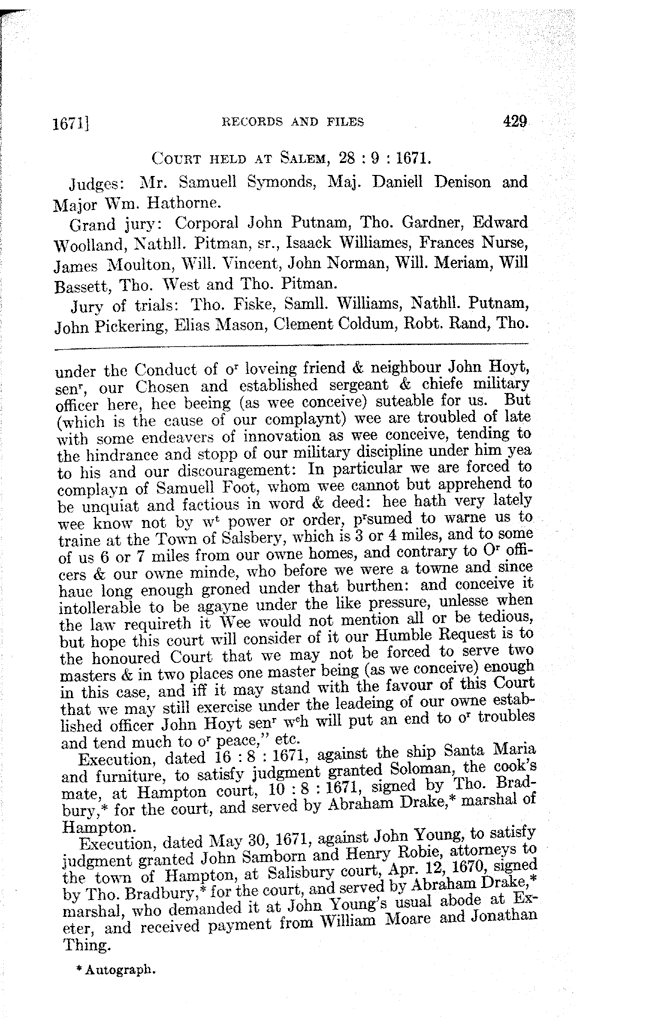 1671] RECORDS AND FILES 429
COURT HELD AT SALEM, 28 : 9 : 1671.
Judges: Mr. Samuell Symonds, Maj. Daniell Denison and
Major Wm. Hathorne.
Grand jury: Corporal John Putnam, Tho. Gardner, Edward
Woolland, Nathll. Pitman, sr., Isaack Williames, Frances Nurse,
James Moulton, Will. Vincent, John Norman, Will. Meriam, Will
Bassett, Tho. West and Tho. Pitman.
Jury of trials: Tho. Fiske, Samll. Williams, Nathll. Putnam,
John Pickering, Elias Mason, Clement Coldum, Robt. Rand, Tho.
under the Conduct of oʳ loveing friend & neighbour John Hoyt,
senʳ, our Chosen and established sergeant & chiefe military
officer here, hee beeing (as wee conceive) suteable for us. But
(which is the cause of our complaynt) wee are troubled of late
with some endeavers of innovation as wee conceive, tending to
the hindrance and stopp of our military discipline under him yea
to his and our discouragement: In particular we are forced to
complayn of Samuell Foot, whom wee cannot but apprehend to
be unquiat and factious in word & deed: hee hath very lately
wee know not by wᵗ power or order, pʳsumed to warne us to
traine at the Town of Salsbery, which is 3 or 4 miles, and to some
of us 6 or 7 miles from our owne homes, and contrary to Oʳ offi-
cers & our owne minde, who before we were a towne and since
haue long enough groned under that burthen: and conceive it
intollerable to be agayne under the like pressure, unlesse when
the law requireth it Wee would not mention all or be tedious,
but hope this court will consider of it our Humble Request is to
the honoured Court that we may not be forced to serve two
masters & in two places one master being (as we conceive) enough
in this case, and iff it may stand with the favour of this Court
that we may still exercise under the leadeing of our owne estab-
lished officer John Hoyt senʳ wᶜh will put an end to oʳ troubles
and tend much to oʳ peace," etc.
Execution, dated 16 : 8 : 1671, against the ship Santa Maria
and furniture, to satisfy judgment granted Soloman, the cook's
mate, at Hampton court, 10 : 8 : 1671, signed by Tho. Brad-
bury,* for the court, and served by Abraham Drake,* marshal of
Hampton.
Execution, dated May 30, 1671, against John Young, to satisfy
judgment granted John Samborn and Henry Robie, attorneys to
the town of Hampton, at Salisbury court, Apr. 12, 1670, signed
by Tho. Bradbury,* for the court, and served by Abraham Drake,*
marshal, who demanded it at John Young's usual abode at Ex-
eter, and received payment from William Moare and Jonathan
Thing.
* Autograph.